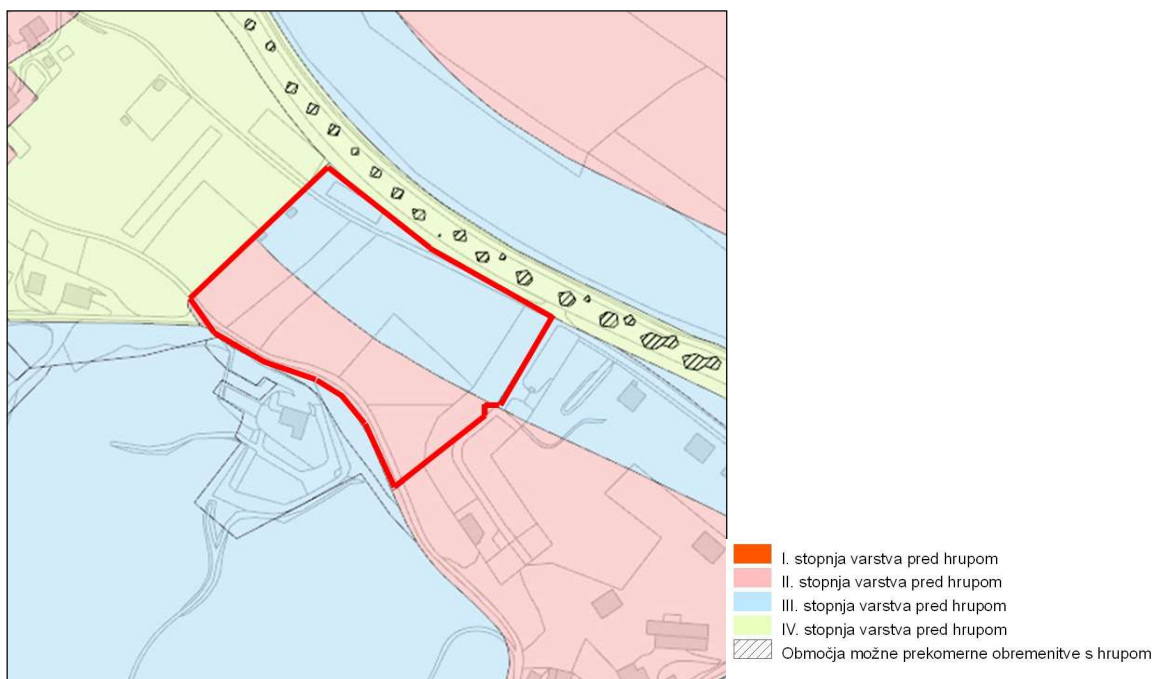 I. stopnja varstva pred hrupom
II. stopnja varstva pred hrupom
III. stopnja varstva pred hrupom
IV. stopnja varstva pred hrupom
Območja možne prekomerne obremenitve s hrupom